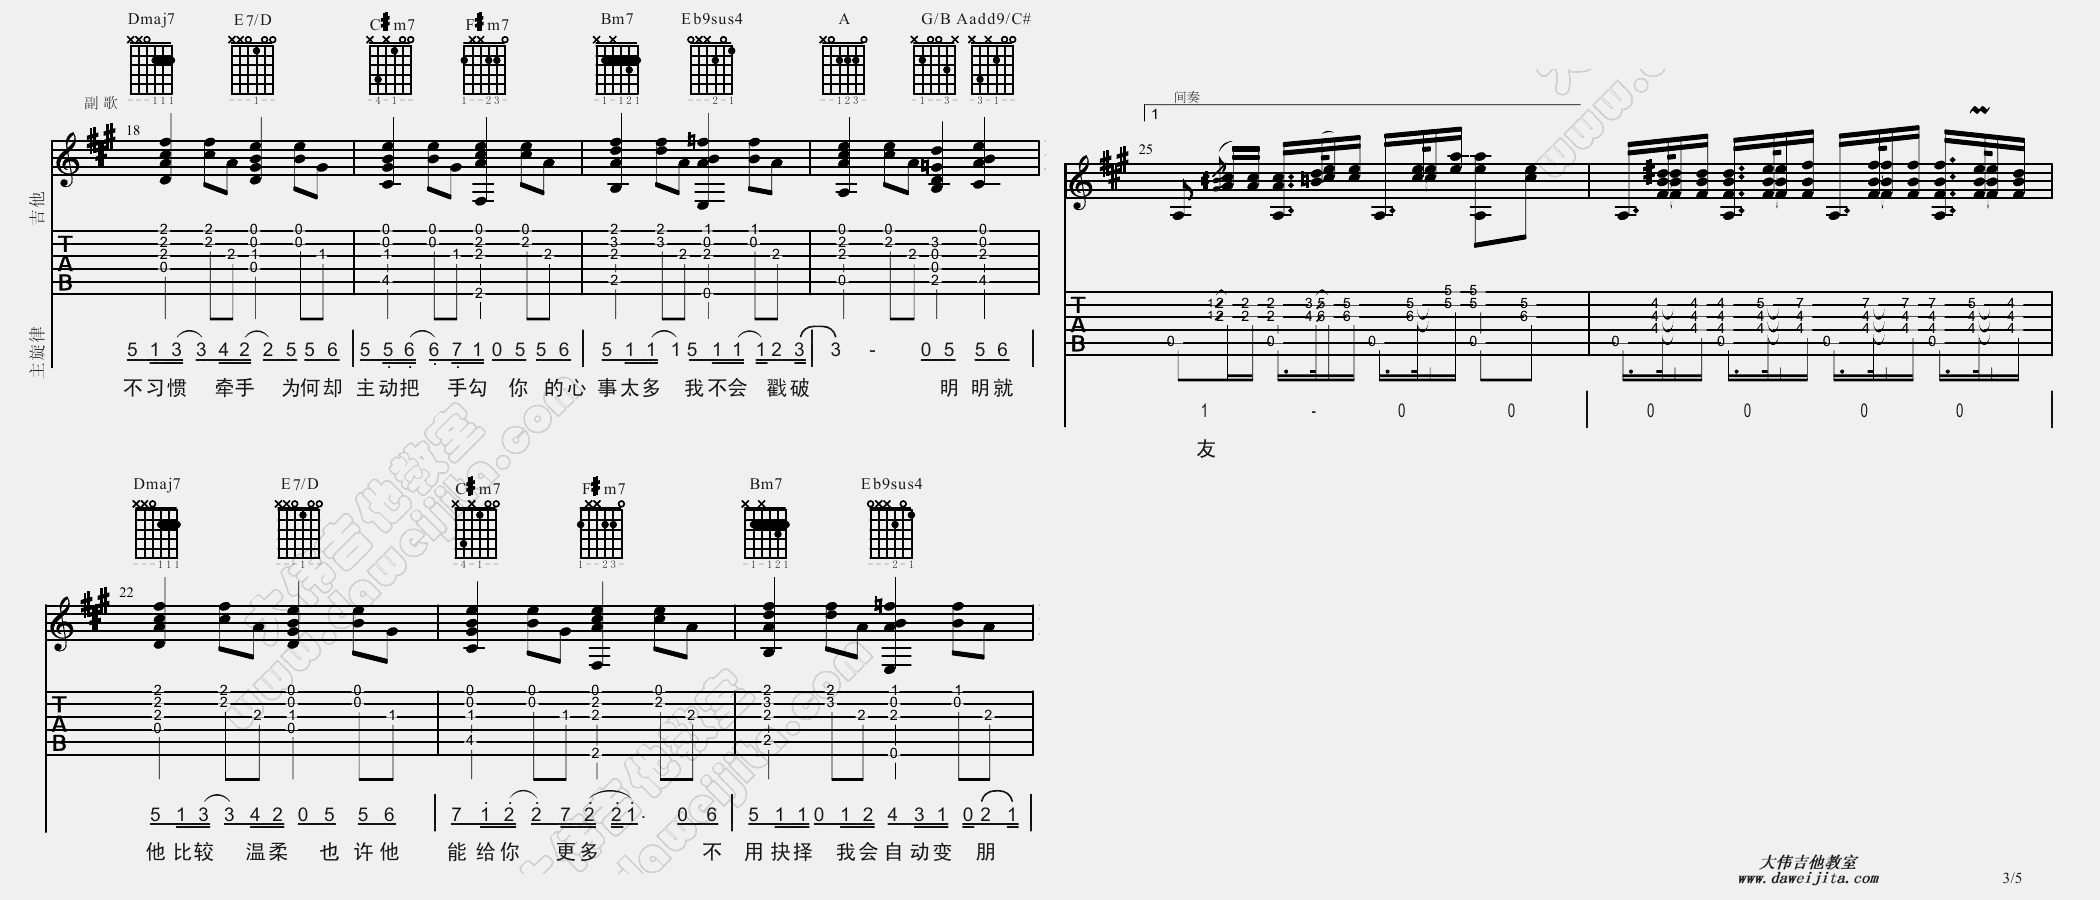 Dmaj7 E7/D C#m7 F#m7 Bm7 Eb9sus4 A G/B Aadd9/C#
副歌
18
吉他
TAB
主旋律
5 1 3 3 4 2 2 5 5 6 5 5 6 6 7 1 0 5 5 6 5 1 1 1 5 1 1 1 2 3 3 - 0 5 5 6
不习惯 牵手 为何却 主动把 手勾 你 的心 事太多 我不会 戳破 明 明就
Dmaj7 E7/D C#m7 F#m7 Bm7 Eb9sus4
22
TAB
5 1 3 3 4 2 0 5 5 6 7 1 2 2 7 2 2 1. 0 6 5 1 1 0 1 2 4 3 1 0 2 1
他 比较 温柔 也 许他 能 给你 更多 不 用 抉择 我会自动变 朋
1 间奏
25
TAB
1 - 0 0 0 0 0 0
友
大伟吉他教室
www.daweijita.com
3/5